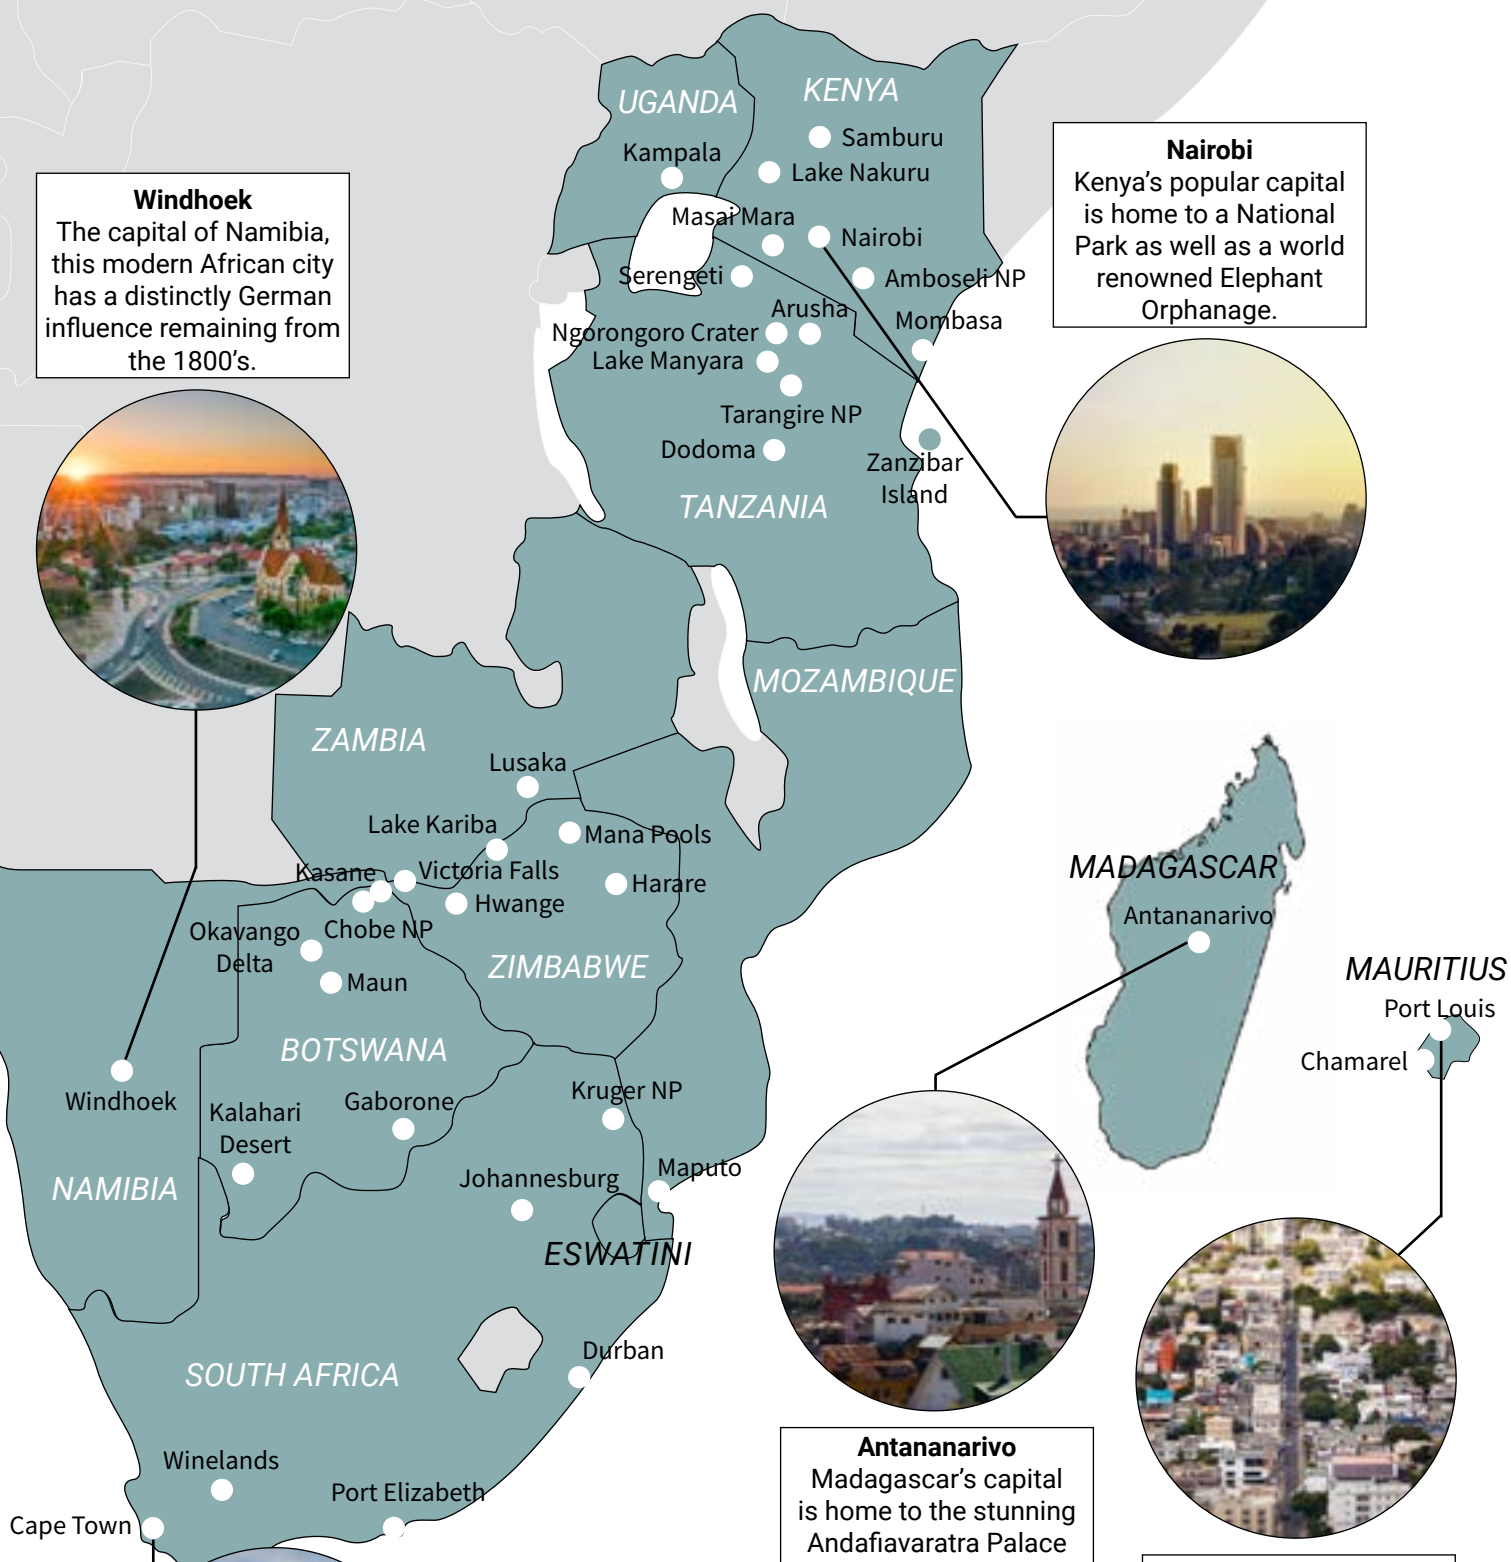 UGANDA
KENYA
Samburu
Kampala
Lake Nakuru
Masai Mara
Nairobi
Serengeti
Amboseli NP
Arusha
Mombasa
Ngorongoro Crater
Lake Manyara
Tarangire NP
Dodoma
Zanzibar
Island
TANZANIA
Nairobi
Kenya's popular capital
is home to a National
Park as well as a world
renowned Elephant
Orphanage.
Windhoek
The capital of Namibia,
this modern African city
has a distinctly German
influence remaining from
the 1800's.
MOZAMBIQUE
ZAMBIA
Lusaka
Lake Kariba
Mana Pools
Kasane
Victoria Falls
Harare
Hwange
Okavango
Delta
Chobe NP
Maun
ZIMBABWE
BOTSWANA
Windhoek
Kalahari
Desert
Gaborone
Kruger NP
NAMIBIA
Johannesburg
Maputo
ESWATINI
SOUTH AFRICA
Durban
Winelands
Port Elizabeth
Cape Town
MADAGASCAR
Antananarivo
MAURITIUS
Port Louis
Chamarel
Antananarivo
Madagascar's capital
is home to the stunning
Andafiavaratra Palace